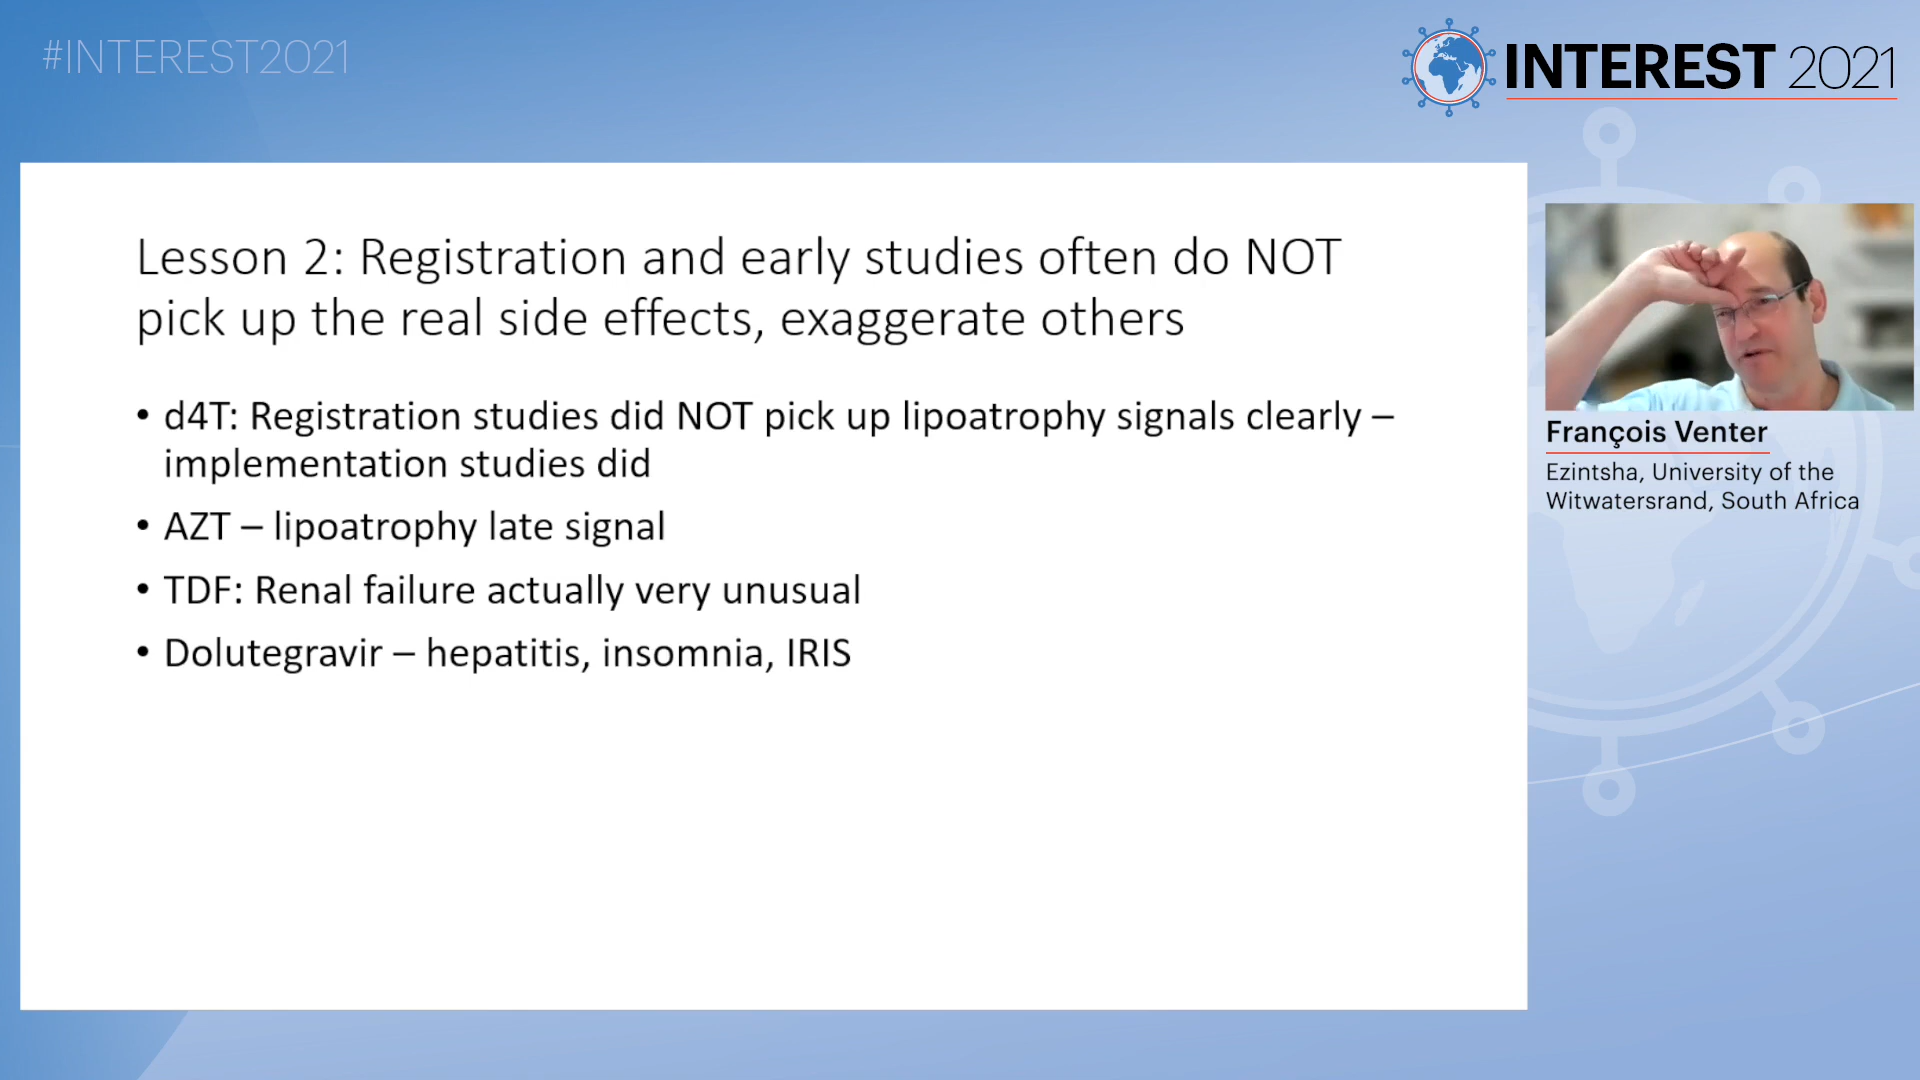 #INTEREST2021
INTEREST 2021
Lesson 2: Registration and early studies often do NOT
pick up the real side effects, exaggerate others
• d4T: Registration studies did NOT pick up lipoatrophy signals clearly –
implementation studies did
• AZT – lipoatrophy late signal
• TDF: Renal failure actually very unusual
• Dolutegravir – hepatitis, insomnia, IRIS
François Venter
Ezintsha, University of the
Witwatersrand, South Africa